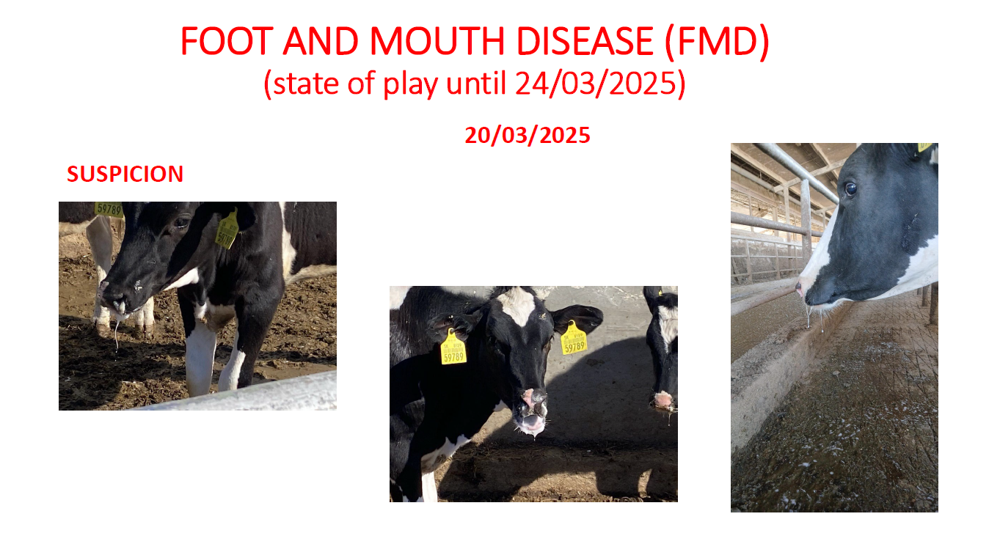 FOOT AND MOUTH DISEASE (FMD)
(state of play until 24/03/2025)
20/03/2025
SUSPICION
59789
59789
59789